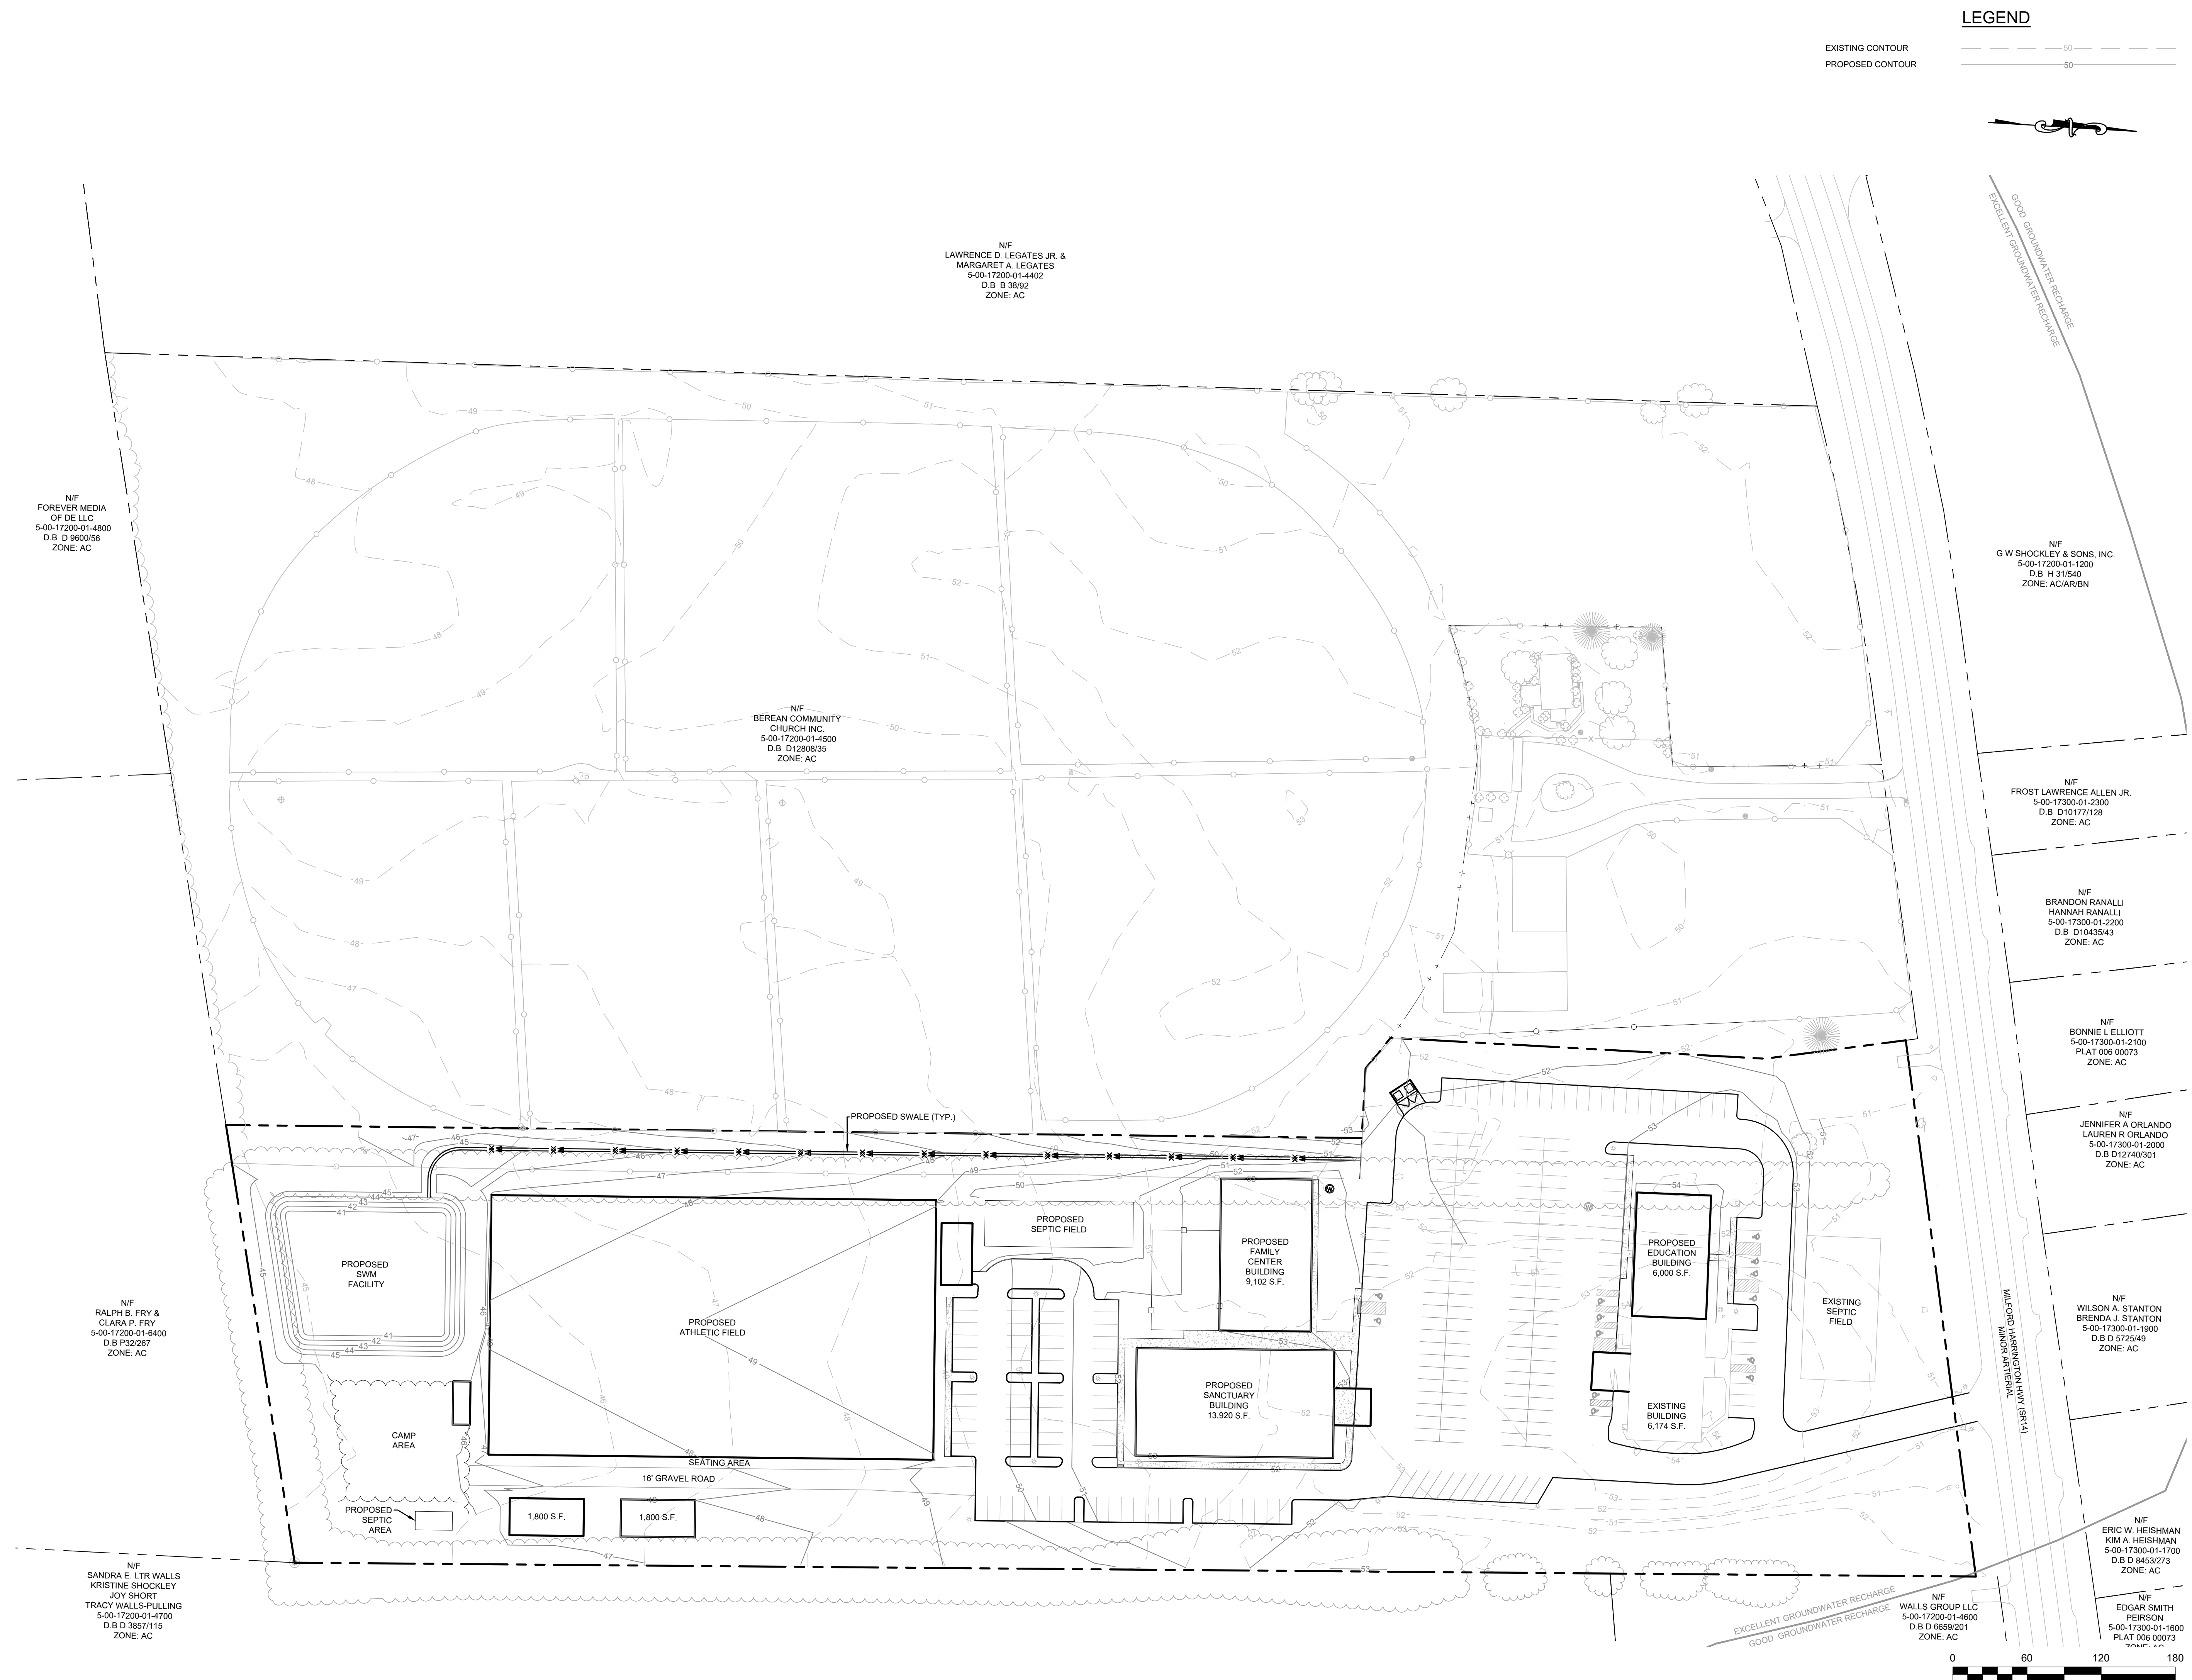 LEGEND
EXISTING CONTOUR
50
PROPOSED CONTOUR
50
GOOD GROUNDWATER RECHARGE
EXCELLENT GROUNDWATER RECHARGE
N/F
LAWRENCE D. LEGATES JR. &
MARGARET A. LEGATES
5-00-17200-01-4402
D.B B 38/92
ZONE: AC
N/F
FOREVER MEDIA
OF DE LLC
5-00-17200-01-4800
D.B D 9600/56
ZONE: AC
N/F
G W SHOCKLEY & SONS, INC.
5-00-17200-01-1200
D.B H 31/540
ZONE: AC/AR/BN
N/F
BEREAN COMMUNITY
CHURCH INC.
5-00-17200-01-4500
D.B D12808/35
ZONE: AC
N/F
FROST LAWRENCE ALLEN JR.
5-00-17300-01-2300
D.B D10177/128
ZONE: AC
N/F
BRANDON RANALLI
HANNAH RANALLI
5-00-17300-01-2200
D.B D10435/43
ZONE: AC
N/F
BONNIE L ELLIOTT
5-00-17300-01-2100
PLAT 006 00073
ZONE: AC
N/F
JENNIFER A ORLANDO
LAUREN R ORLANDO
5-00-17300-01-2000
D.B D12740/301
ZONE: AC
PROPOSED SWALE (TYP.)
PROPOSED
SWM
FACILITY
PROPOSED
ATHLETIC FIELD
PROPOSED
SEPTIC FIELD
PROPOSED
FAMILY
CENTER
BUILDING
9,102 S.F.
PROPOSED
EDUCATION
BUILDING
6,000 S.F.
EXISTING
SEPTIC
FIELD
MILFORD HARRINGTON HWY (SR14)
MINOR ARTIERIAL
N/F
WILSON A. STANTON
BRENDA J. STANTON
5-00-17300-01-1900
D.B D 5725/49
ZONE: AC
N/F
RALPH B. FRY &
CLARA P. FRY
5-00-17200-01-6400
D.B P32/267
ZONE: AC
PROPOSED
SANCTUARY
BUILDING
13,920 S.F.
EXISTING
BUILDING
6,174 S.F.
CAMP
AREA
SEATING AREA
16' GRAVEL ROAD
PROPOSED
SEPTIC
AREA
1,800 S.F.
1,800 S.F.
N/F
ERIC W. HEISHMAN
KIM A. HEISHMAN
5-00-17300-01-1700
D.B D 8453/273
ZONE: AC
N/F
SANDRA E. LTR WALLS
KRISTINE SHOCKLEY
JOY SHORT
TRACY WALLS-PULLING
5-00-17200-01-4700
D.B D 3857/115
ZONE: AC
EXCELLENT GROUNDWATER RECHARGE
GOOD GROUNDWATER RECHARGE
N/F
WALLS GROUP LLC
5-00-17200-01-4600
D.B D 6659/201
ZONE: AC
N/F
EDGAR SMITH
PEIRSON
5-00-17300-01-1600
PLAT 006 00073
0 60 120 180